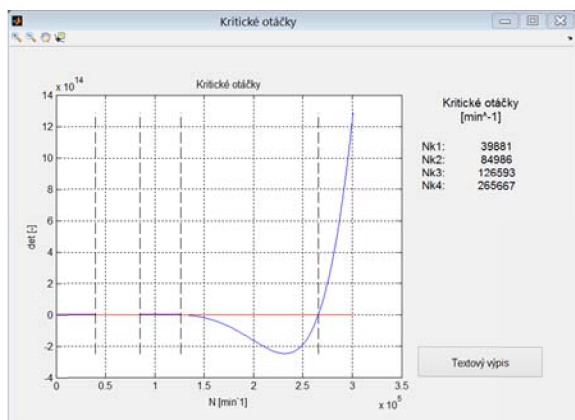 Kritické otáčky
x 10^14
Kritické otáčky
14
12
10
8
6
4
2
0
-2
-4
det [-]
0
0.5
1
1.5
2
2.5
3
3.5
N [min`1]
x 10^5
Kritické otáčky
[min^-1]
Nk1: 39881
Nk2: 84986
Nk3: 126593
Nk4: 265667
Textový výpis